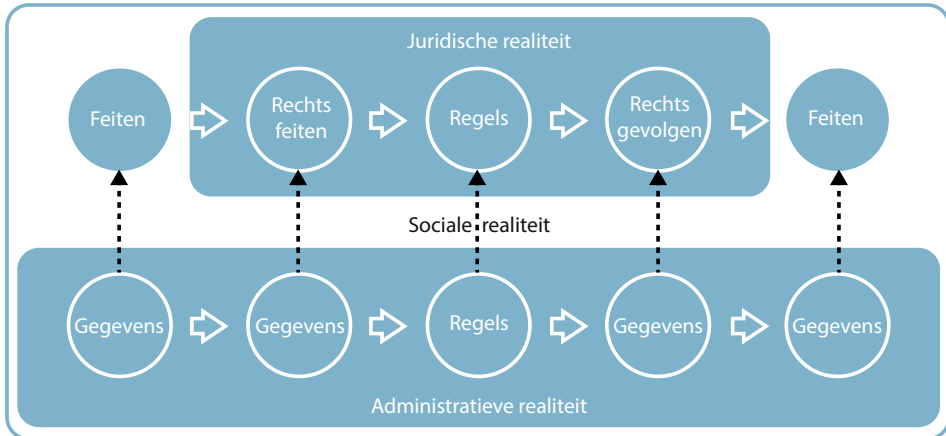 Juridische realiteit
Feiten
Rechts
feiten
Regels
Rechts
gevolgen
Feiten
Sociale realiteit
Gegevens
Gegevens
Regels
Gegevens
Gegevens
Administratieve realiteit